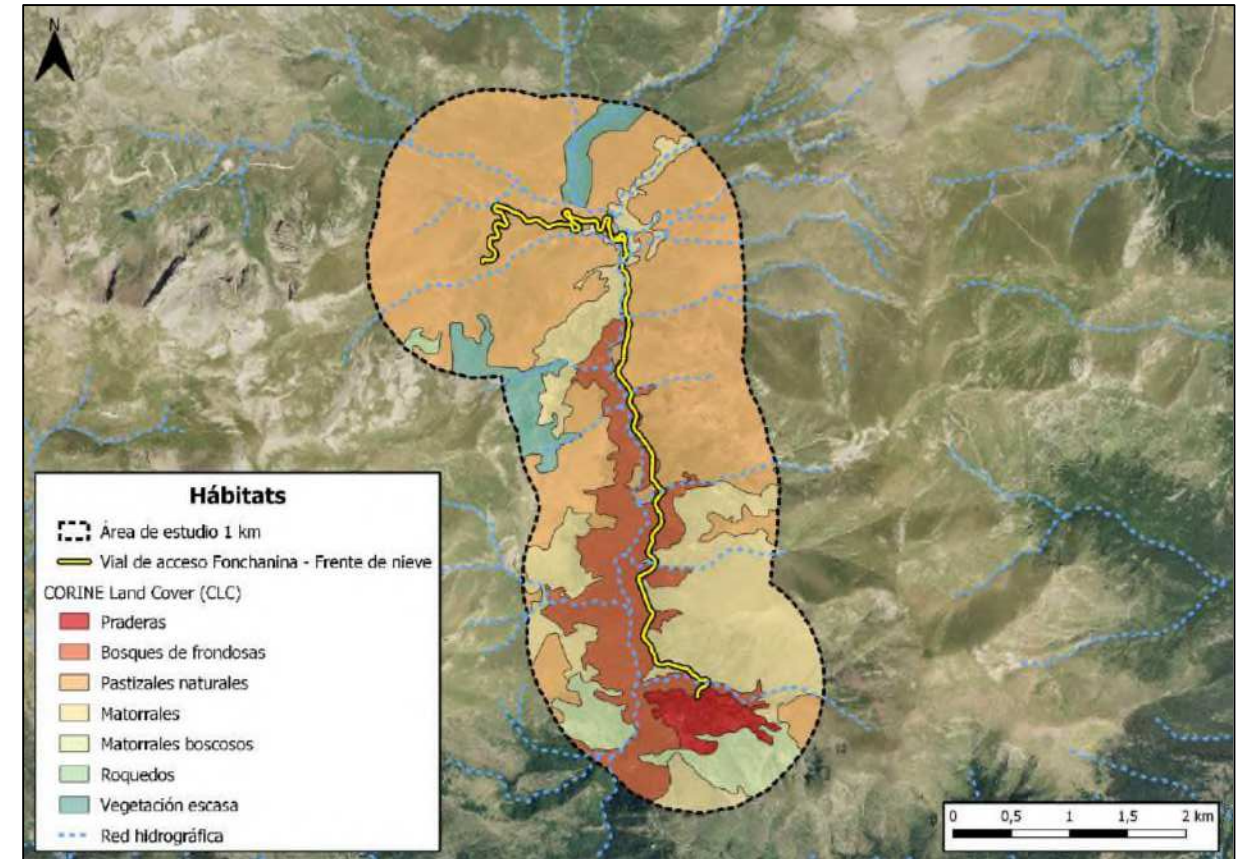 N
Hábitats
Área de estudio 1 km
Vial de acceso Fonchanina - Frente de nieve
CORINE Land Cover (CLC)
Praderas
Bosques de frondosas
Pastizales naturales
Matorrales
Matorrales boscosos
Roquedos
Vegetación escasa
Red hidrográfica
0 0,5 1 1,5 2 km